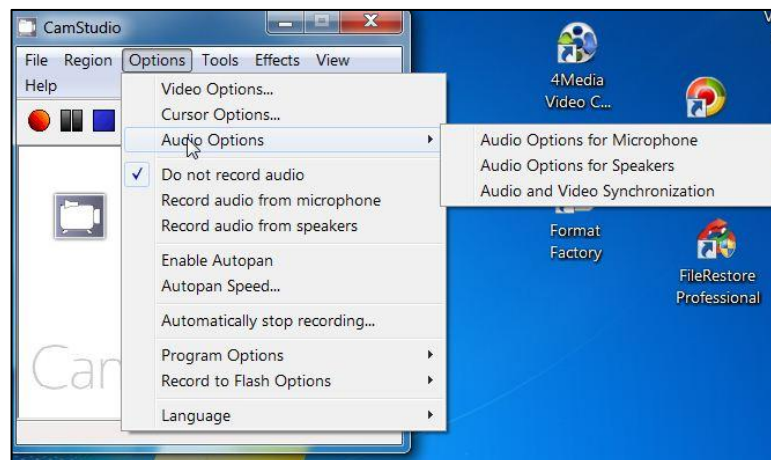 CamStudio
File Region Options Tools Effects View
Help
Video Options...
Cursor Options...
Audio Options
Do not record audio
Record audio from microphone
Record audio from speakers
Enable Autopan
Autopan Speed...
Automatically stop recording...
Program Options
Record to Flash Options
Language
Audio Options for Microphone
Audio Options for Speakers
Audio and Video Synchronization
Cam
4Media
Video C...
Format
Factory
FileRestore
Professional
V